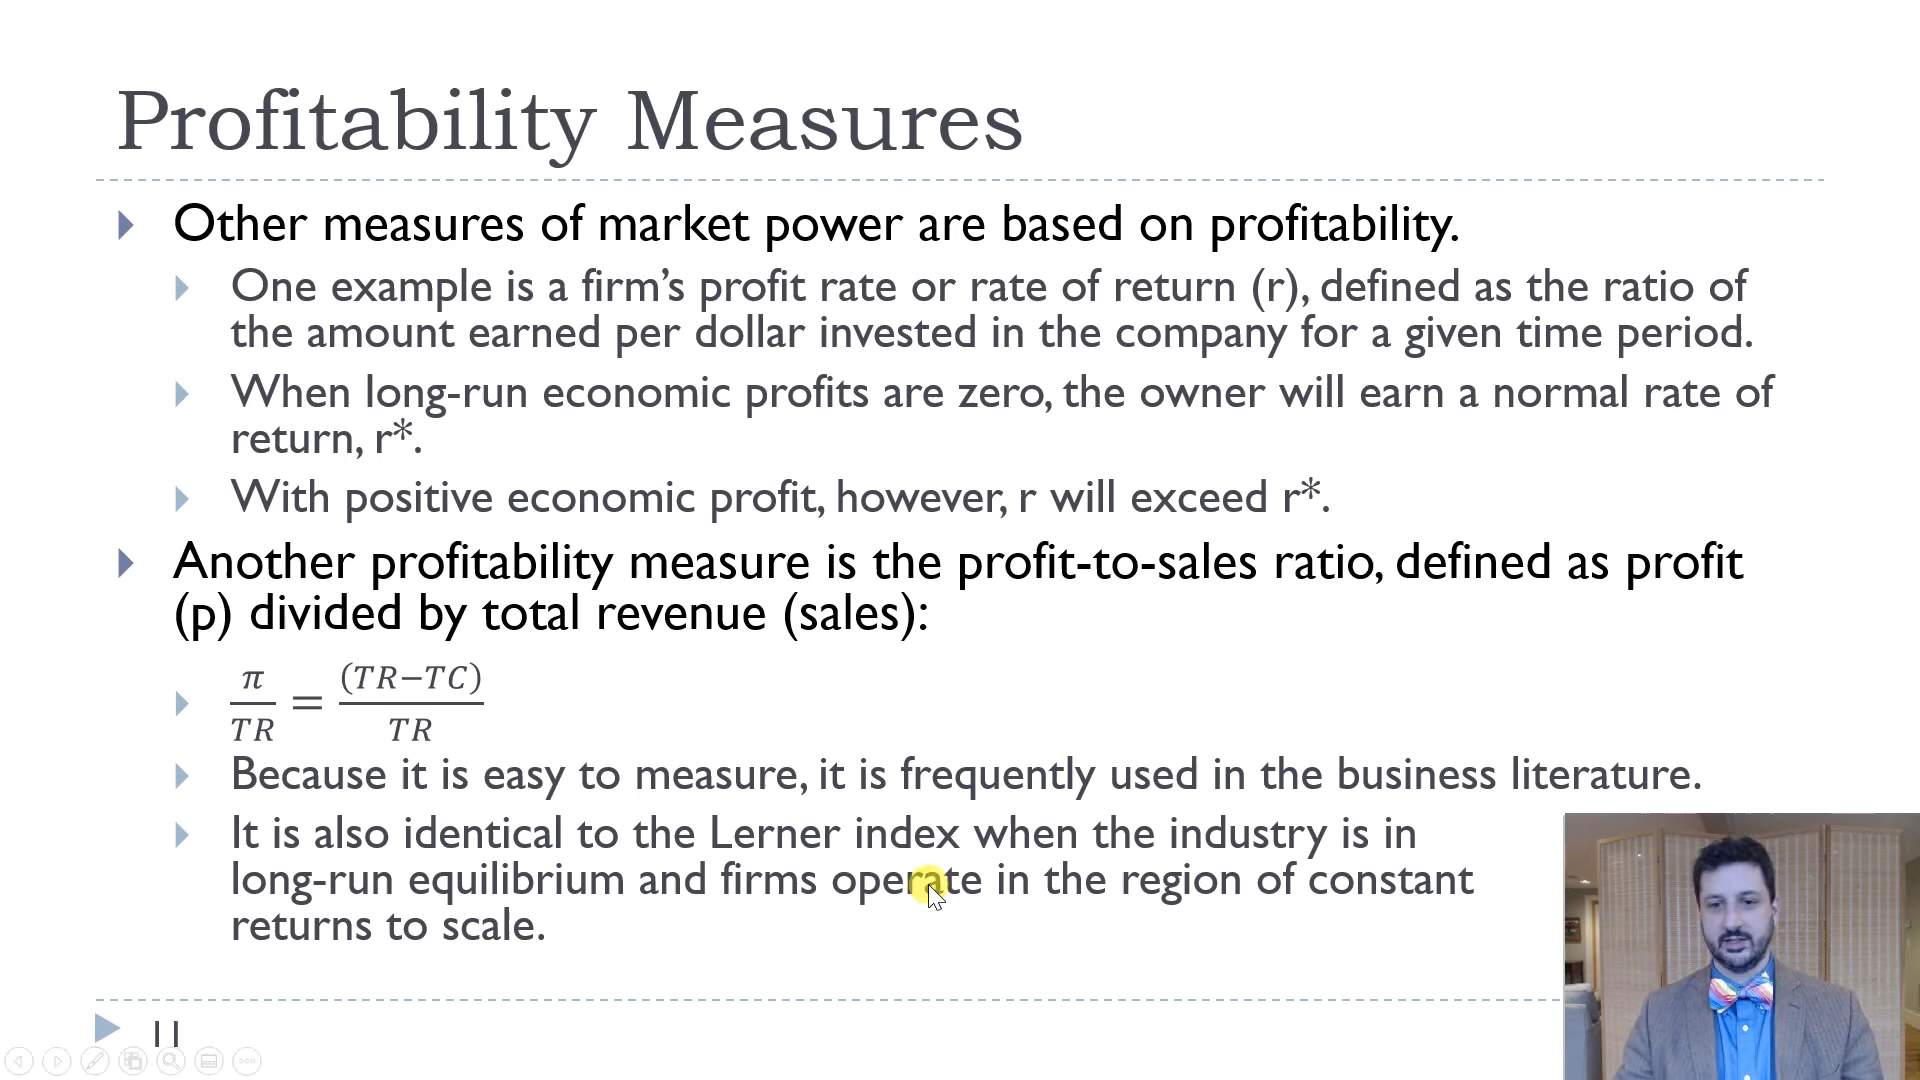 Profitability Measures
Other measures of market power are based on profitability.
One example is a firm’s profit rate or rate of return (r), defined as the ratio of
the amount earned per dollar invested in the company for a given time period.
When long-run economic profits are zero, the owner will earn a normal rate of
return, r*.
With positive economic profit, however, r will exceed r*.
Another profitability measure is the profit-to-sales ratio, defined as profit
(p) divided by total revenue (sales):
π/TR = (TR−TC)/TR
Because it is easy to measure, it is frequently used in the business literature.
It is also identical to the Lerner index when the industry is in
long-run equilibrium and firms operate in the region of constant
returns to scale.
11